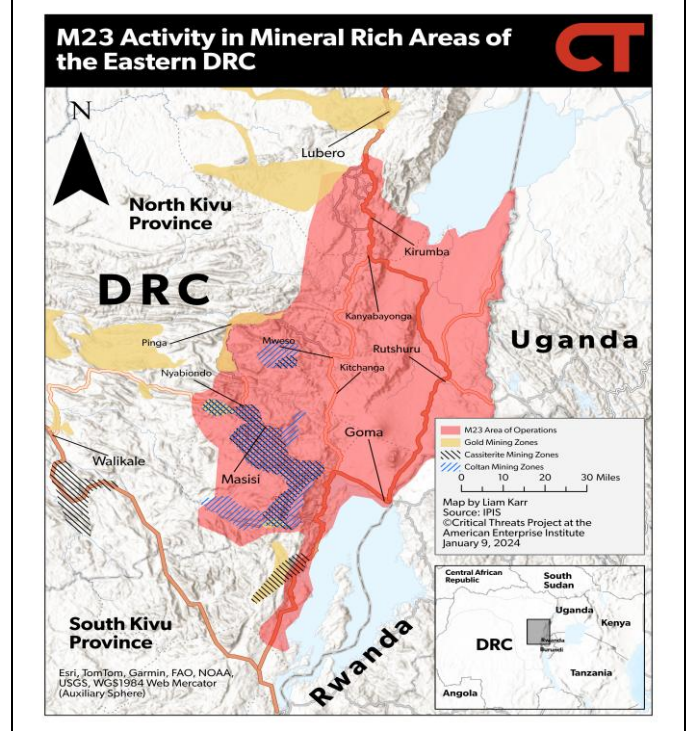 M23 Activity in Mineral Rich Areas of
the Eastern DRC
CT
N
Lubero
North Kivu
Province
Kirumba
DRC
Kanyabayonga
Uganda
Pinga
Mweso
Rutshuru
Nyabiondo
Kitchanga
Goma
Walikale
Masisi
M23 Area of Operations
Gold Mining Zones
Cassiterite Mining Zones
Coltan Mining Zones
0 10 20 30 Miles
Map by Liam Karr
Source: IPIS
©Critical Threats Project at the
American Enterprise Institute
January 9, 2024
South Kivu
Province
Rwanda
Esri, TomTom, Garmin, FAO, NOAA,
USGS, WGS1984 Web Mercator
(Auxiliary Sphere)
Central African
Republic
South
Sudan
Uganda
Kenya
DRC
Rwanda
Burundi
Tanzania
Angola